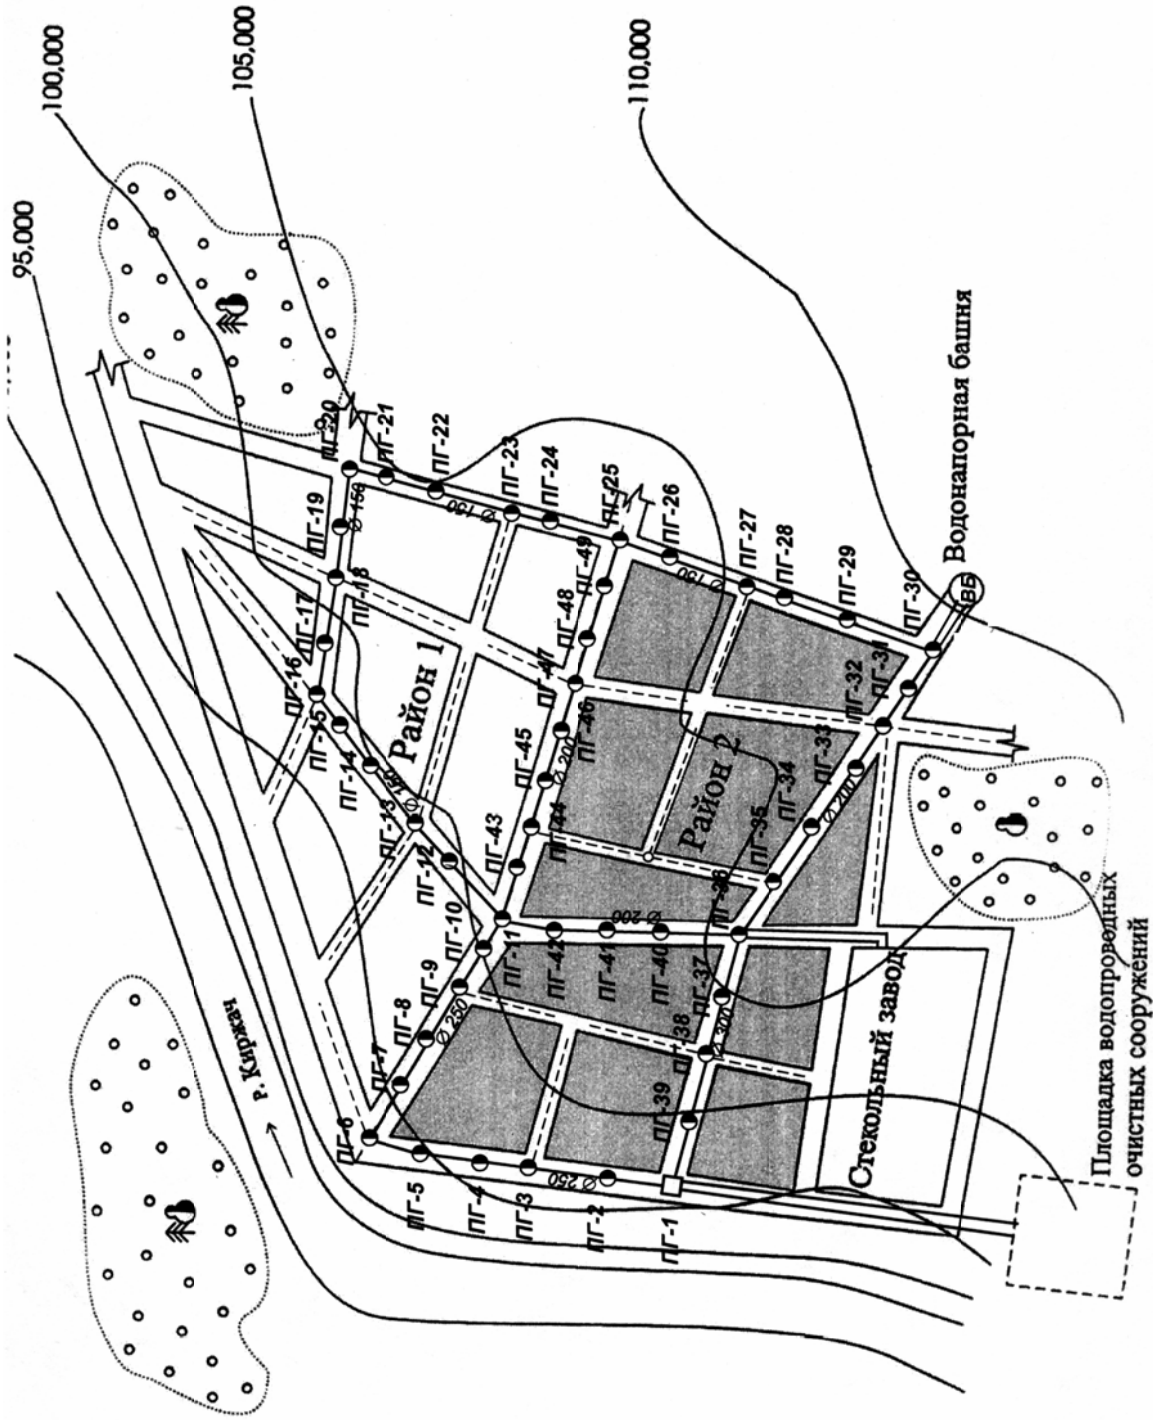 95,000
100,000
105,000
110,000
р. Киржач
Район 1
Район 2
Водонапорная башня
ВБ
Стекольный завод
Площадка водопроводных
очистных сооружений
ПГ-1
ПГ-2
ПГ-3
ПГ-4
ПГ-5
ПГ-6
ПГ-7
ПГ-8
ПГ-9
ПГ-10
ПГ-11
ПГ-12
ПГ-13
ПГ-14
ПГ-15
ПГ-16
ПГ-17
ПГ-18
ПГ-19
ПГ-20
ПГ-21
ПГ-22
ПГ-23
ПГ-24
ПГ-25
ПГ-26
ПГ-27
ПГ-28
ПГ-29
ПГ-30
ПГ-31
ПГ-32
ПГ-33
ПГ-34
ПГ-35
ПГ-36
ПГ-37
ПГ-38
ПГ-39
ПГ-40
ПГ-41
ПГ-42
ПГ-43
ПГ-44
ПГ-45
ПГ-46
ПГ-47
ПГ-48
ПГ-49
Ø 250
Ø 250
Ø 150
Ø 150
Ø 150
Ø 150
Ø 200
Ø 200
Ø 200
Ø 300